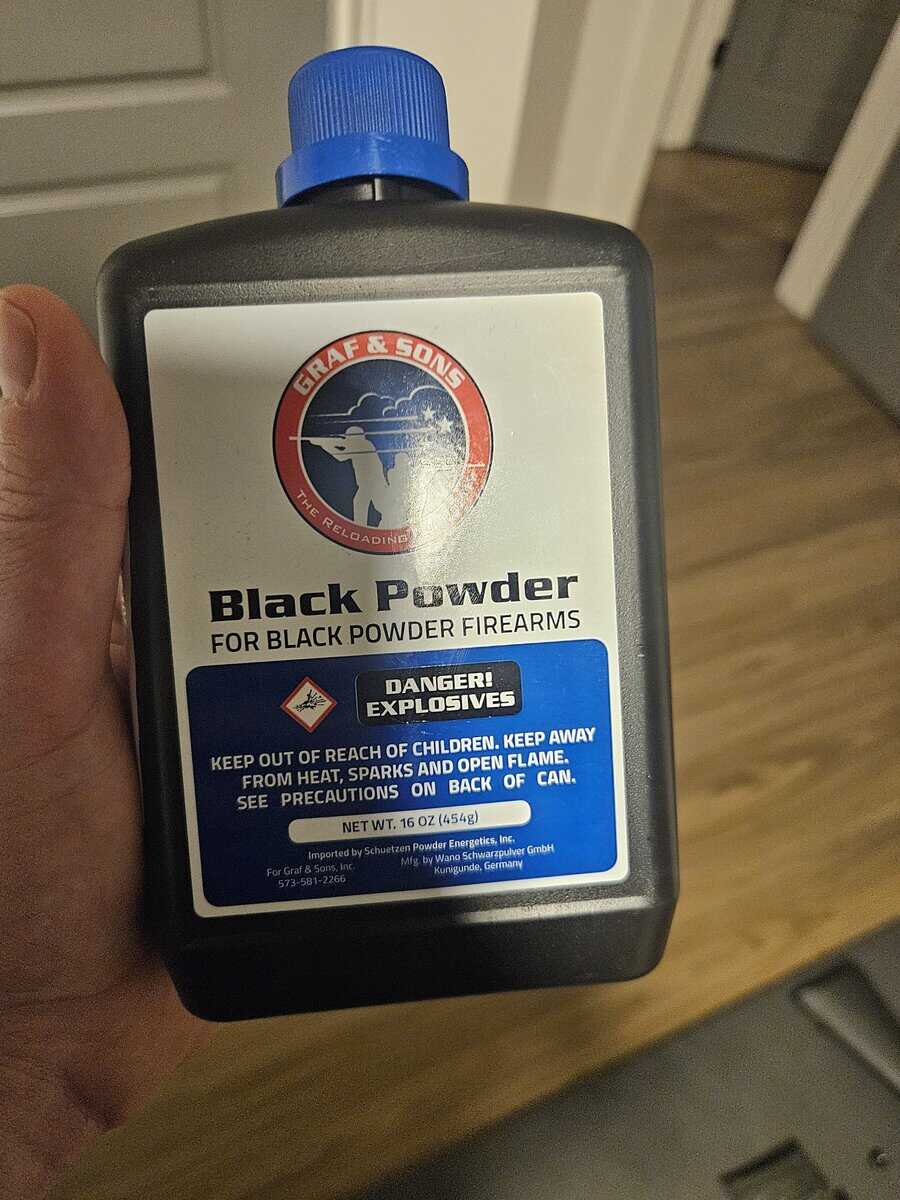 GRAF & SONS
THE RELOADING
Black Powder
FOR BLACK POWDER FIREARMS
DANGER!
EXPLOSIVES
KEEP OUT OF REACH OF CHILDREN. KEEP AWAY
FROM HEAT, SPARKS AND OPEN FLAME.
SEE PRECAUTIONS ON BACK OF CAN.
NET WT. 16 OZ (454g)
Imported by Schuetzen Powder Energetics, Inc.
For Graf & Sons, Inc. Mfg. by Wano Schwarzpulver GmbH
573-581-2266 Kunigunde, Germany